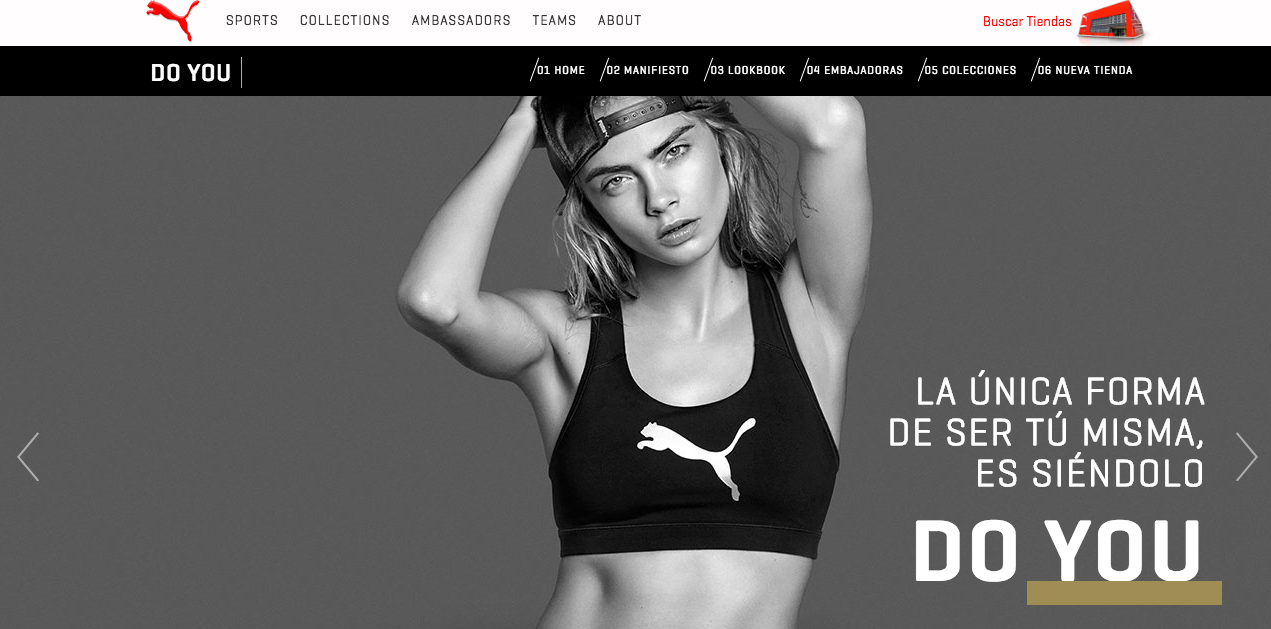 SPORTS COLLECTIONS AMBASSADORS TEAMS ABOUT Buscar Tiendas
DO YOU /01 HOME /02 MANIFIESTO /03 LOOKBOOK /04 EMBAJADORAS /05 COLECCIONES /06 NUEVA TIENDA
LA ÚNICA FORMA
DE SER TÚ MISMA,
ES SIÉNDOLO
DO YOU